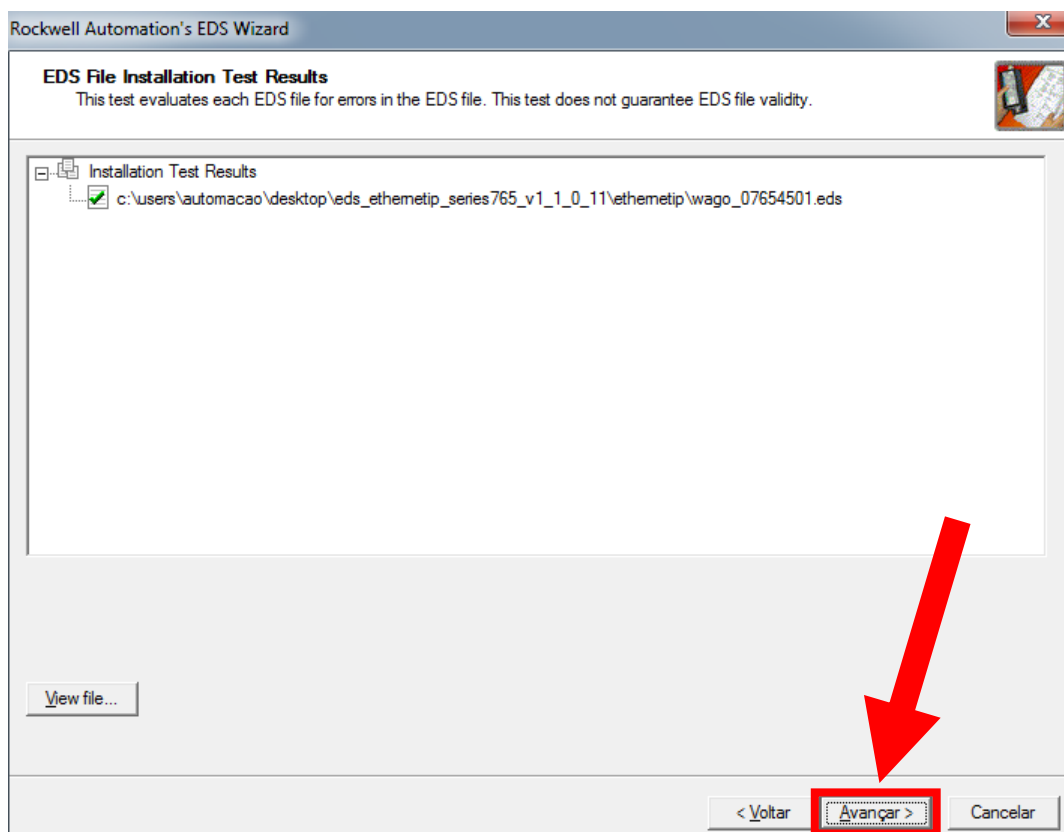 Rockwell Automation's EDS Wizard
EDS File Installation Test Results
This test evaluates each EDS file for errors in the EDS file. This test does not guarantee EDS file validity.
Installation Test Results
c:\users\automacao\desktop\eds_ethernetip_series765_v1_1_0_11\ethernetip\wago_07654501.eds
View file...
< Voltar
Avançar >
Cancelar